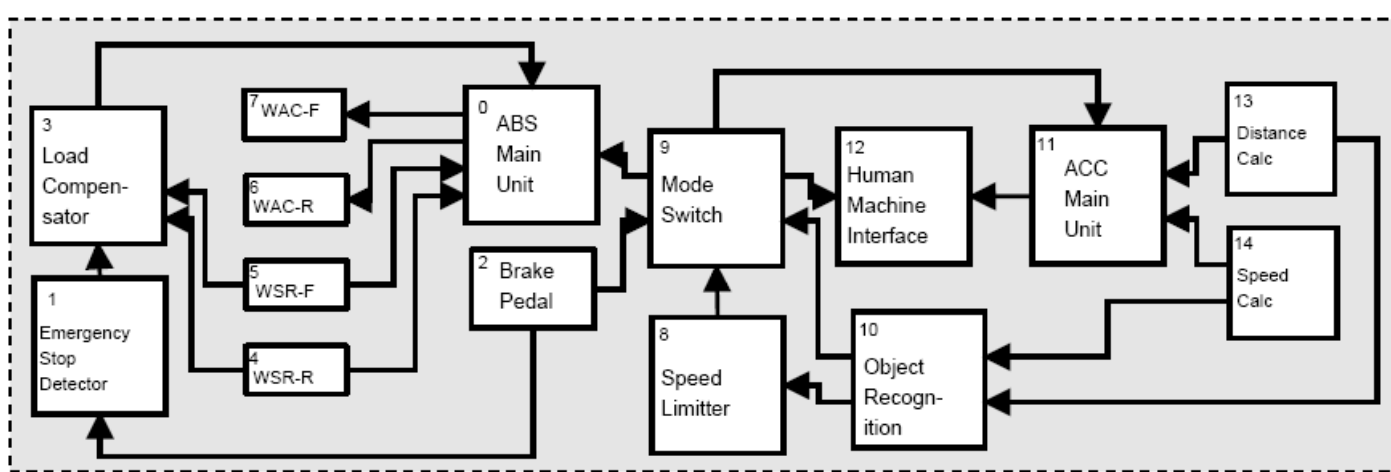 3
Load
Compen-
sator
7 WAC-F
6
WAC-R
5
WSR-F
4
WSR-R
1
Emergency
Stop
Detector
0
ABS
Main
Unit
2 Brake
Pedal
9
Mode
Switch
8
Speed
Limitter
12
Human
Machine
Interface
10
Object
Recogn-
ition
11
ACC
Main
Unit
13
Distance
Calc
14
Speed
Calc